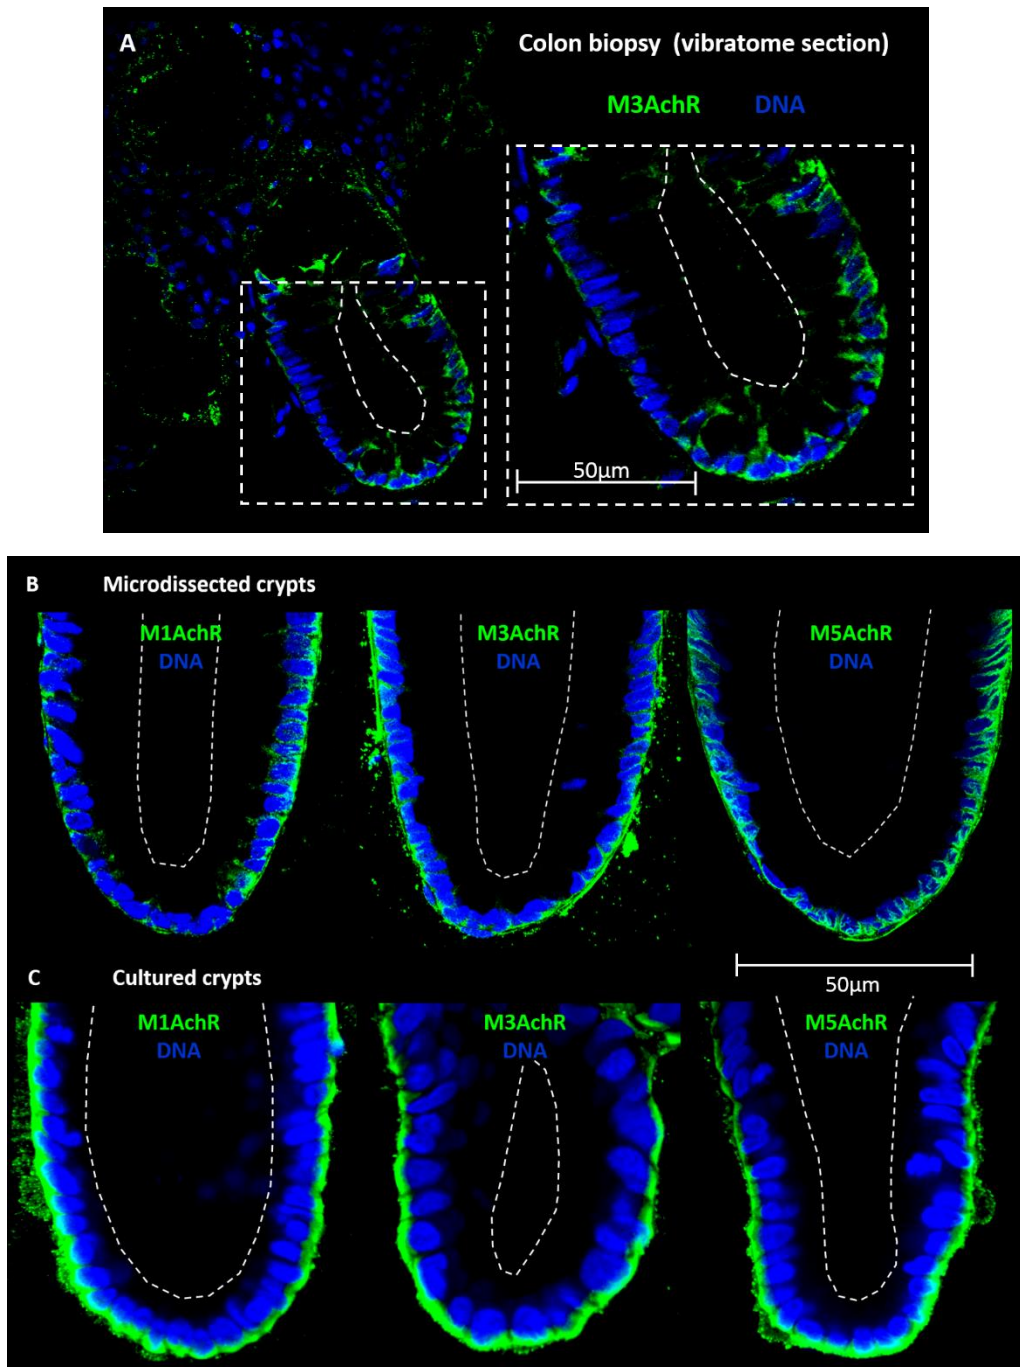 A
Colon biopsy (vibratome section)
M3AchR DNA
50μm
B Microdissected crypts
M1AchR
DNA
M3AchR
DNA
M5AchR
DNA
50μm
C Cultured crypts
M1AchR
DNA
M3AchR
DNA
M5AchR
DNA